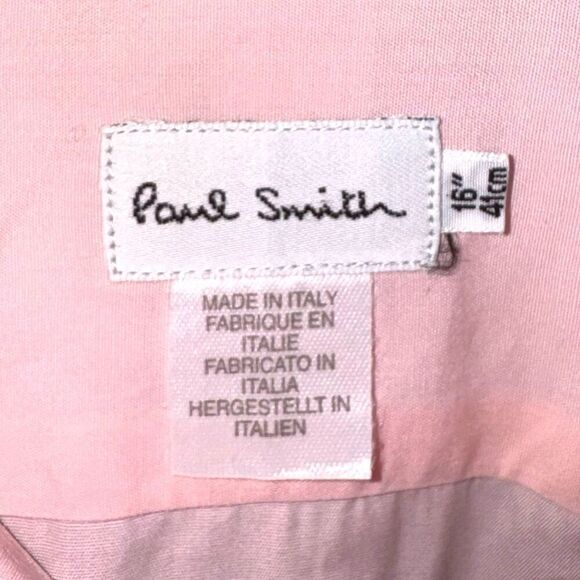 Paul Smith
16"
41cm
MADE IN ITALY
FABRIQUE EN
ITALIE
FABRICATO IN
ITALIA
HERGESTELLT IN
ITALIEN